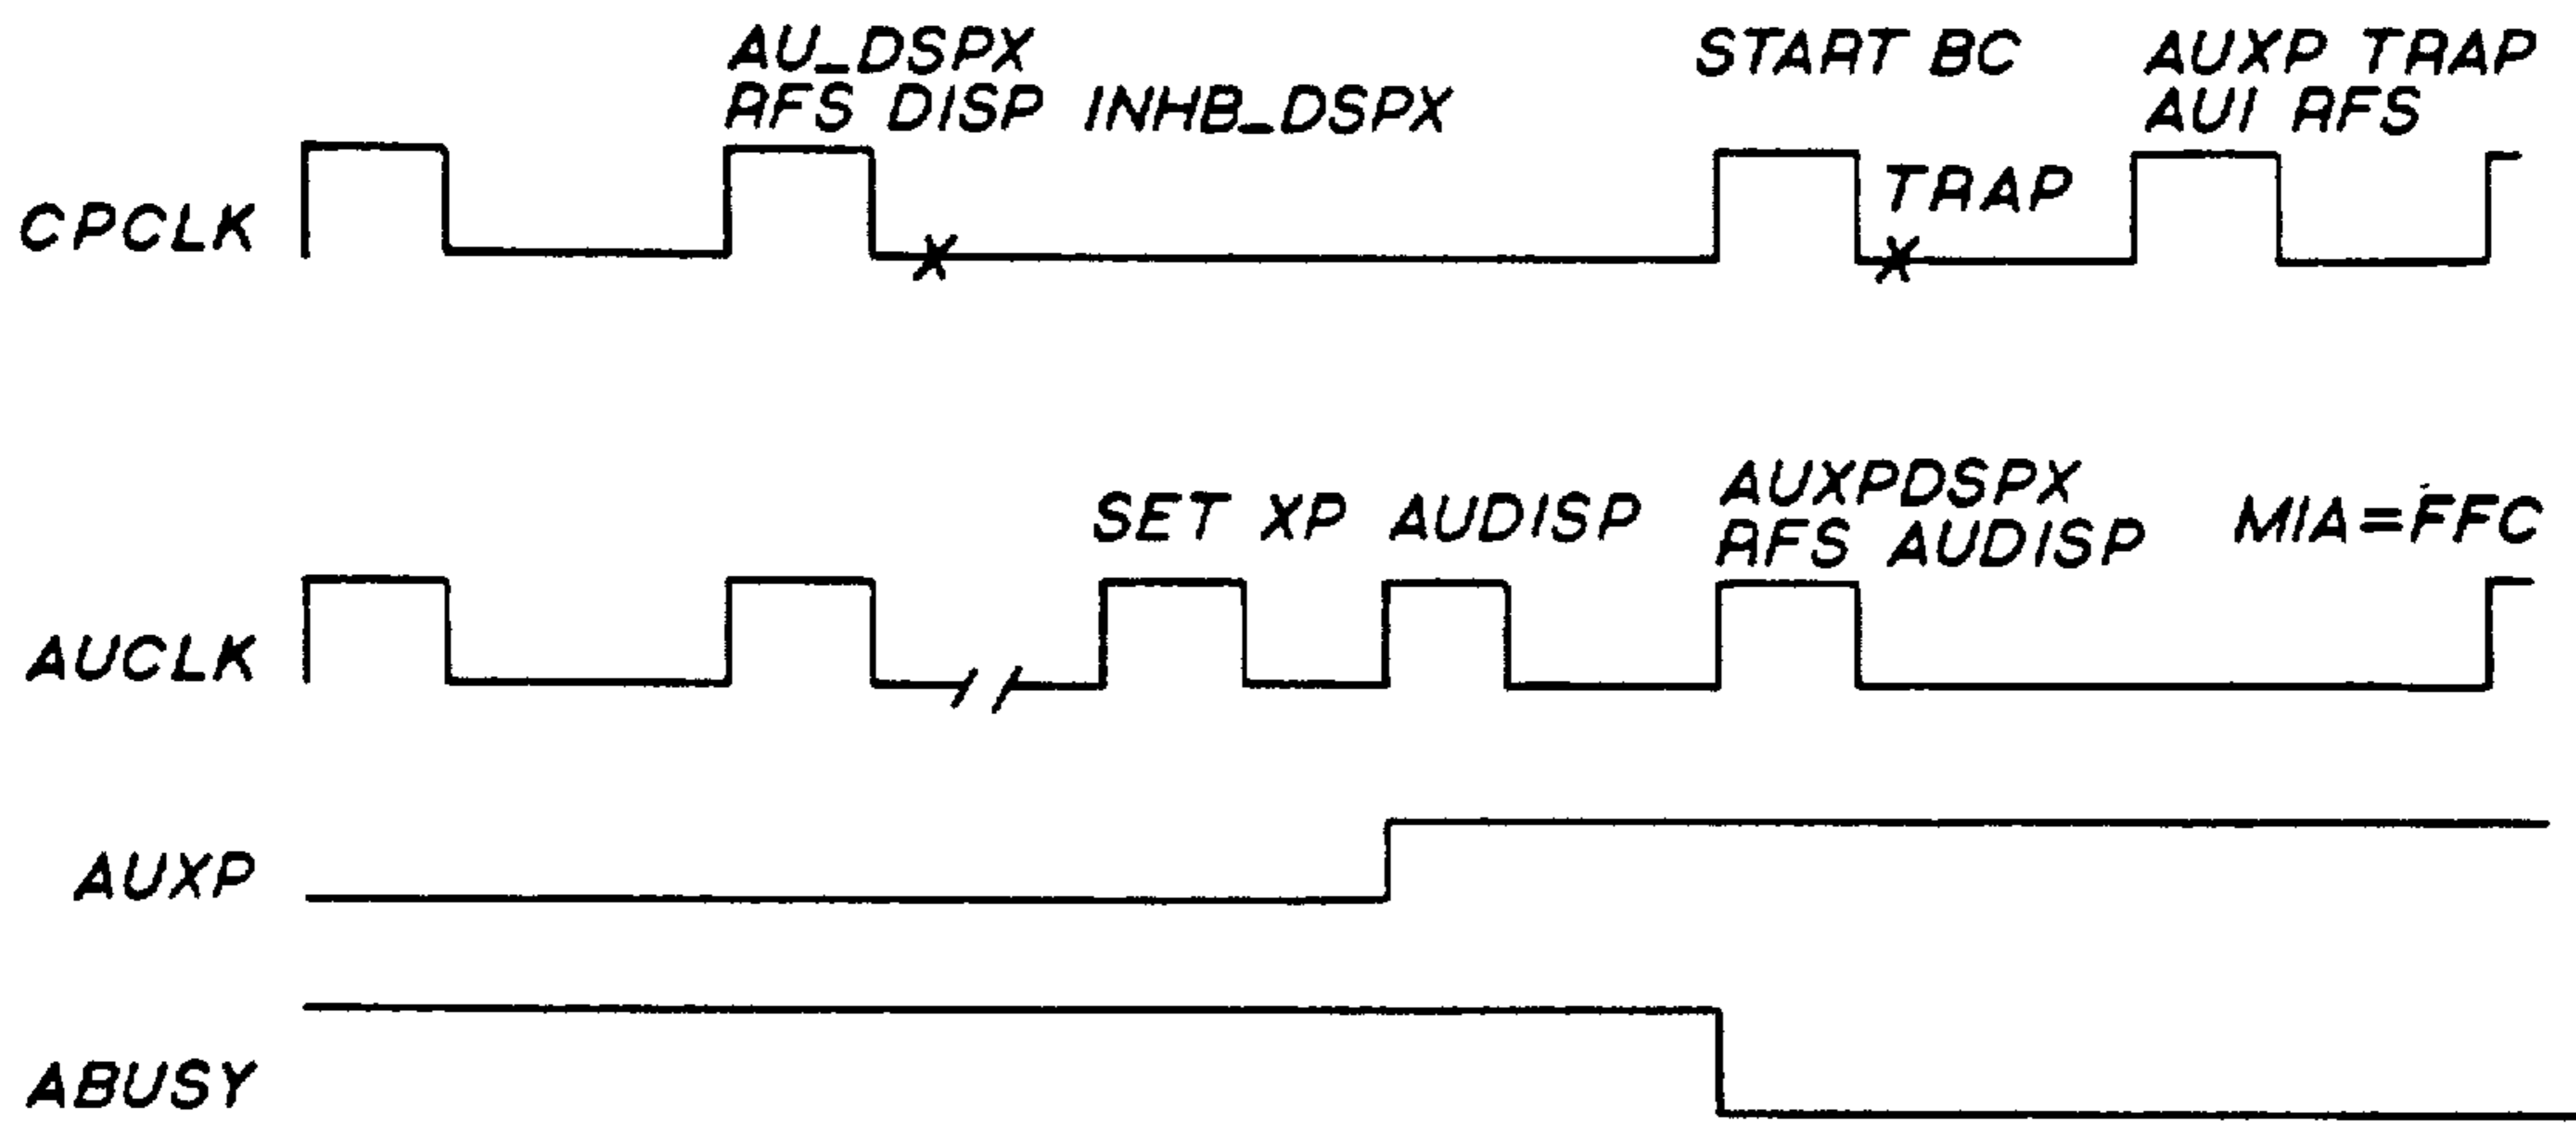 AU_DSPX
RFS DISP INHB_DSPX
START BC
AUXP TRAP
AUI RFS
TRAP
CPCLK
SET XP AUDISP
AUXPDSPX
RFS AUDISP
MIA=FFC
AUCLK
AUXP
ABUSY